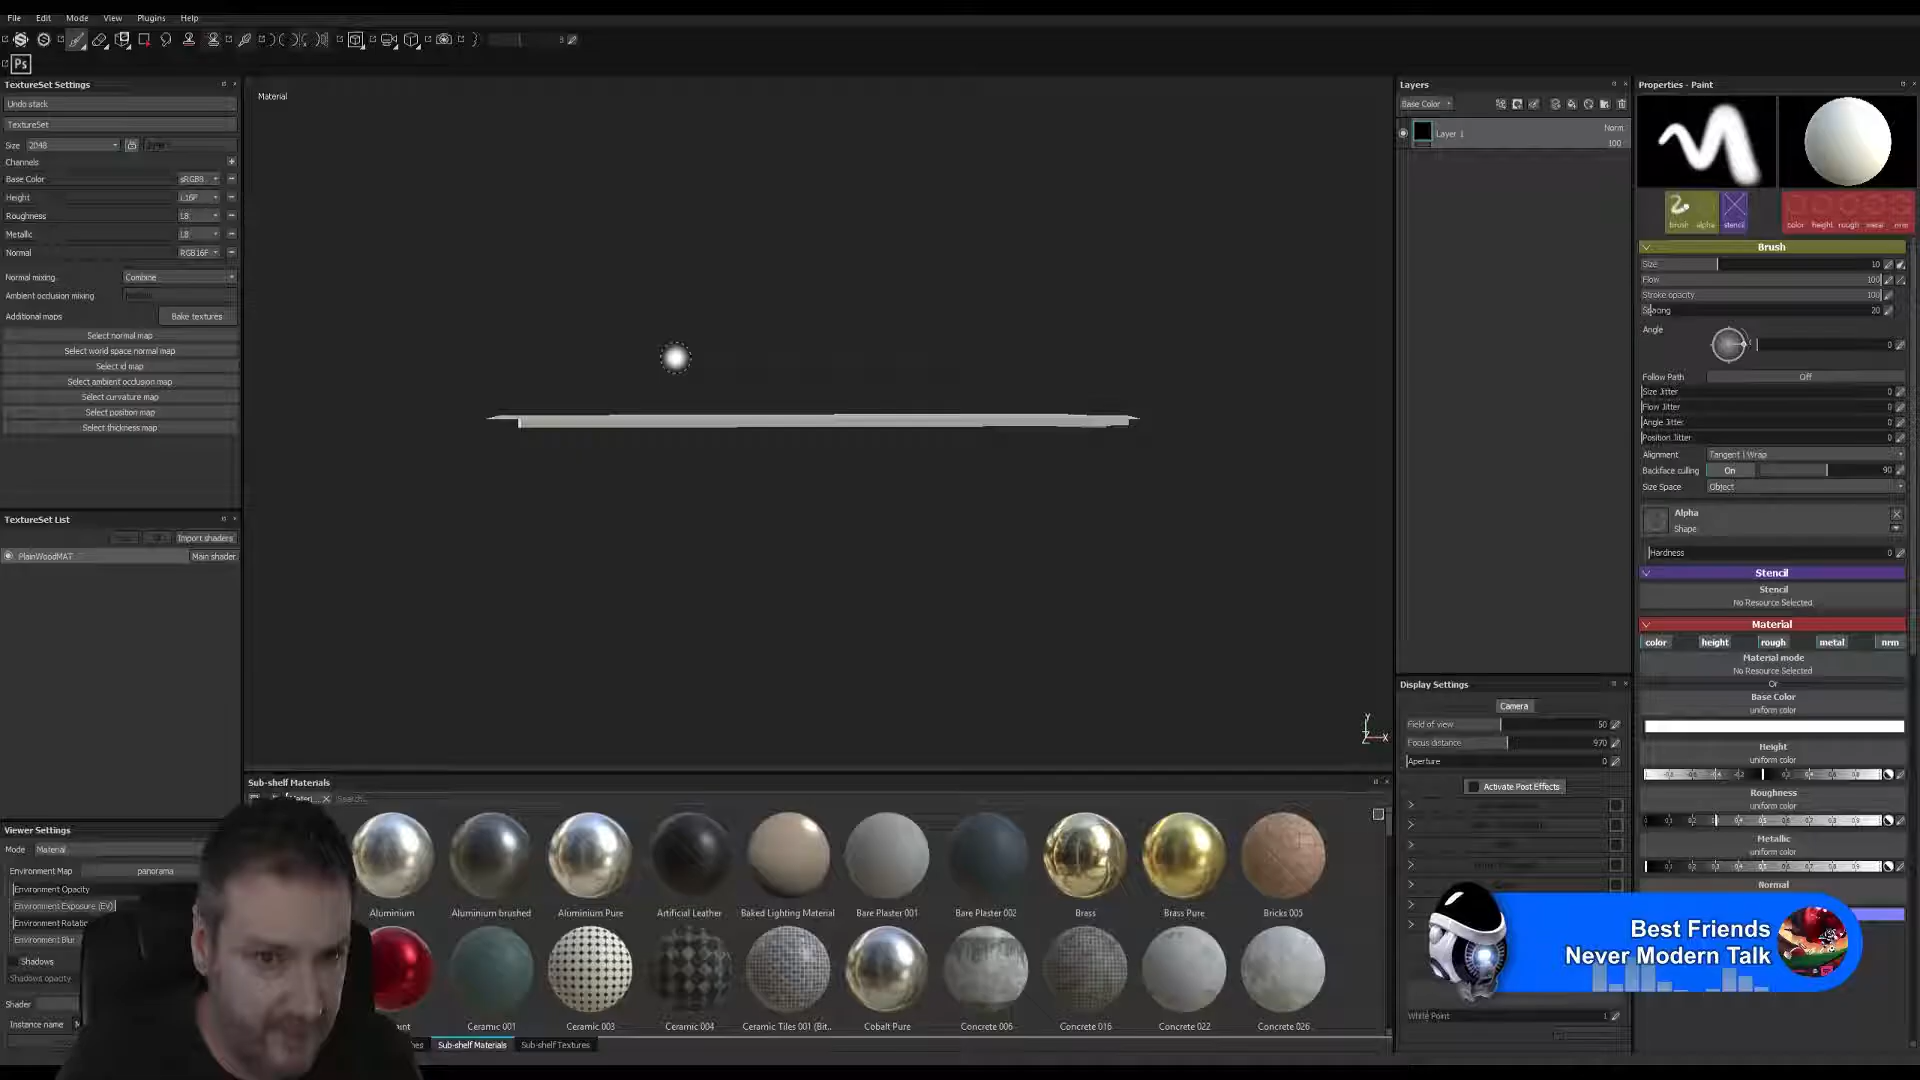 File Edit Mode View Plugins Help
8
Ps
TextureSet Settings
Undo stack
TextureSet
Size 2048
Channels
Base Color sRGB8
Height L16F
Roughness L8
Metallic L8
Normal RGB16F
Normal mixing Combine
Ambient occlusion mixing
Additional maps Bake textures
Select normal map
Select world space normal map
Select id map
Select ambient occlusion map
Select curvature map
Select position map
Select thickness map
TextureSet List
Import shaders
PlainWoodMAT Main shader
Viewer Settings
Mode Material
Environment Map panorama
Environment Opacity
Environment Exposure (EV)
Environment Rotatio
Environment Blur
Shadows
Shadows opacity
Shader
Instance name M
Material
Y
Z X
Sub-shelf Materials
Materi... Search...
Aluminium Aluminium brushed Aluminium Pure Artificial Leather Baked Lighting Material Bare Plaster 001 Bare Plaster 002 Brass Brass Pure Bricks 005
aint Ceramic 001 Ceramic 003 Ceramic 004 Ceramic Tiles 001 (Bit... Cobalt Pure Concrete 006 Concrete 016 Concrete 022 Concrete 026
hes Sub-shelf Materials Sub-shelf Textures
Layers
Base Color
Layer 1 Norm
100
Display Settings
Camera
Field of view 50
Focus distance 970
Aperture 0
Activate Post Effects
White Point 1
Properties - Paint
brush alpha stencil color height rough metal nrm
Brush
Size 10
Flow 100
Stroke opacity 100
Spacing 20
Angle 0
Follow Path Off
Size Jitter 0
Flow Jitter 0
Angle Jitter 0
Position Jitter 0
Alignment Tangent | Wrap
Backface culling On 90
Size Space Object
Alpha
Shape
Hardness 0
Stencil
Stencil
No Resource Selected
Material
color height rough metal nrm
Material mode
No Resource Selected
Or
Base Color
uniform color
Height
uniform color
Roughness
uniform color
Metallic
uniform color
Normal
Best Friends
Never Modern Talk